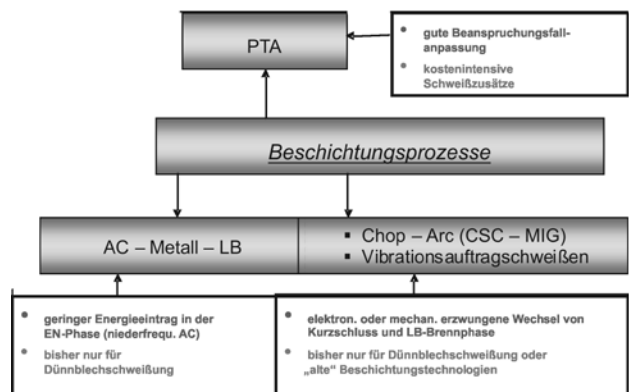 PTA
• gute Beanspruchungsfall-
anpassung
• kostenintensive
Schweißzusätze
Beschichtungsprozesse
AC – Metall – LB
▪ Chop – Arc (CSC – MIG)
▪ Vibrationsauftragschweißen
• geringer Energieeintrag in der
EN-Phase (niederfrequ. AC)
• bisher nur für
Dünnblechschweißung
• elektron. oder mechan. erzwungene Wechsel von
Kurzschluss und LB-Brennphase
• bisher nur für Dünnblechschweißung oder
„alte“ Beschichtungstechnologien